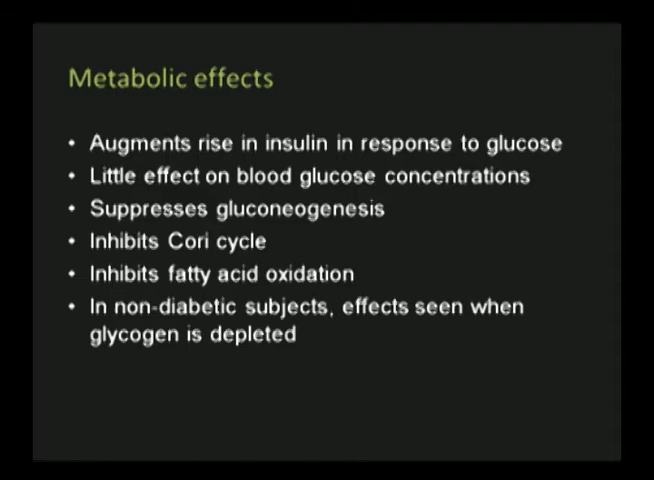 Metabolic effects
• Augments rise in insulin in response to glucose
• Little effect on blood glucose concentrations
• Suppresses gluconeogenesis
• Inhibits Cori cycle
• Inhibits fatty acid oxidation
• In non-diabetic subjects, effects seen when
glycogen is depleted